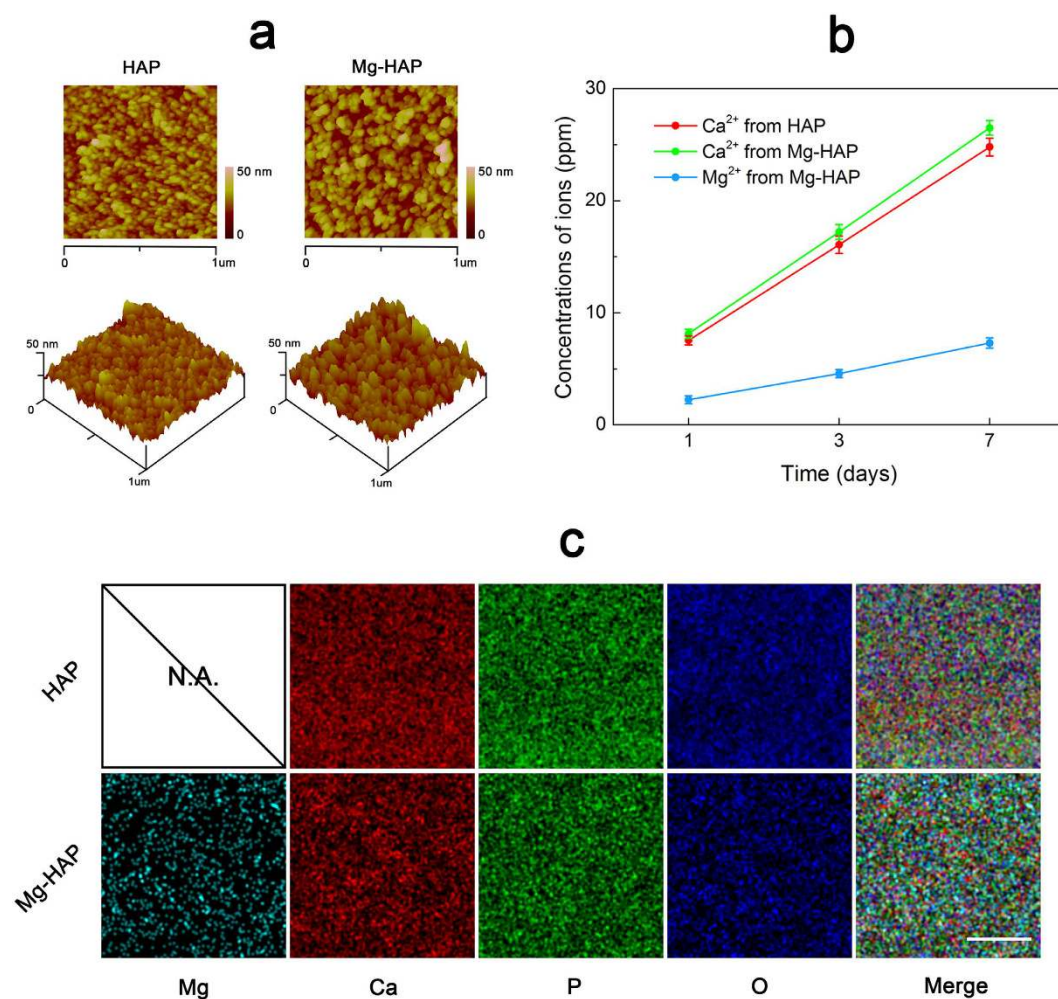 a
HAP
Mg-HAP
50 nm
0
50 nm
0
0
1um
0
1um
50 nm
0
1um
50 nm
0
1um
b
Ca²⁺ from HAP
Ca²⁺ from Mg-HAP
Mg²⁺ from Mg-HAP
Concentrations of ions (ppm)
30
20
10
0
1
3
7
Time (days)
c
HAP
N.A.
Mg-HAP
Mg
Ca
P
O
Merge